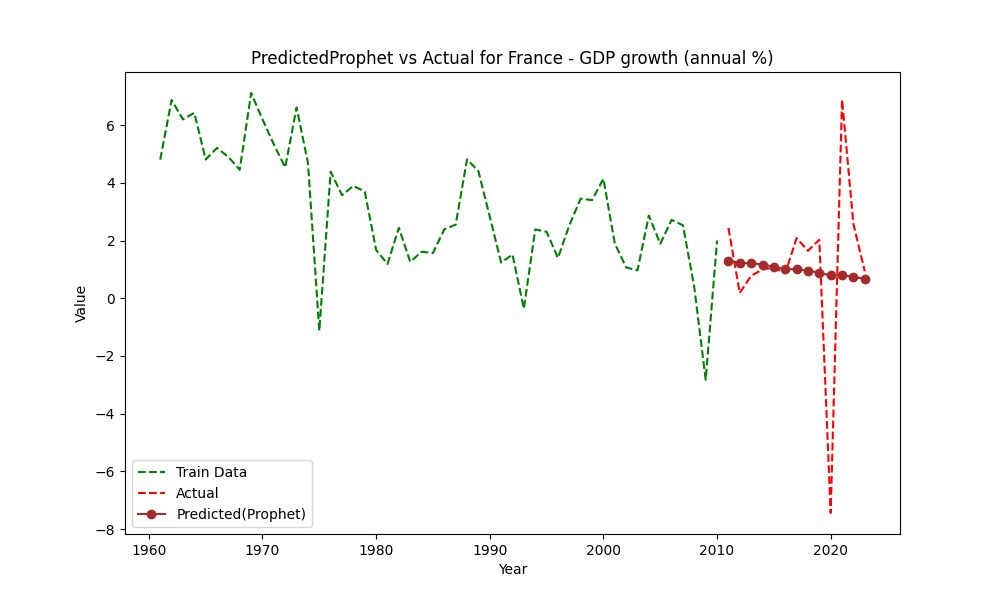 PredictedProphet vs Actual for France - GDP growth (annual %)
Value
6
4
2
0
−2
−4
−6
−8
Train Data
Actual
Predicted(Prophet)
1960 1970 1980 1990 2000 2010 2020
Year